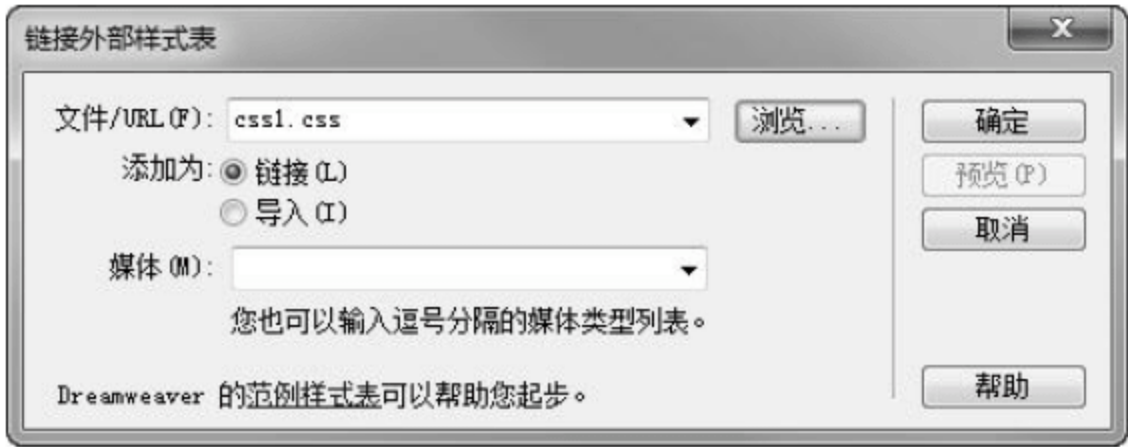 链接外部样式表
文件/URL(F): css1.css 浏览... 确定
添加为: 链接(L) 预览(P)
导入(I) 取消
媒体(M):
您也可以输入逗号分隔的媒体类型列表。
Dreamweaver 的范例样式表可以帮助您起步。 帮助